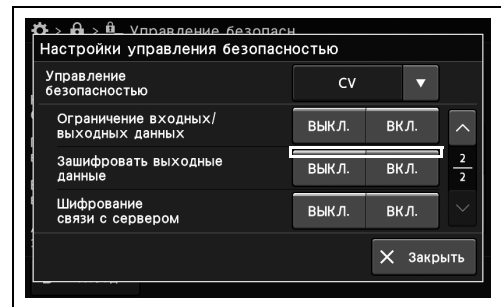 > > Управление безопасн
Настройки управления безопасностью
Управление
безопасностью
CV
Ограничение входных/
выходных данных
ВЫКЛ.
ВКЛ.
Зашифровать выходные
данные
ВЫКЛ.
ВКЛ.
2
2
Шифрование
связи с сервером
ВЫКЛ.
ВКЛ.
Закрыть